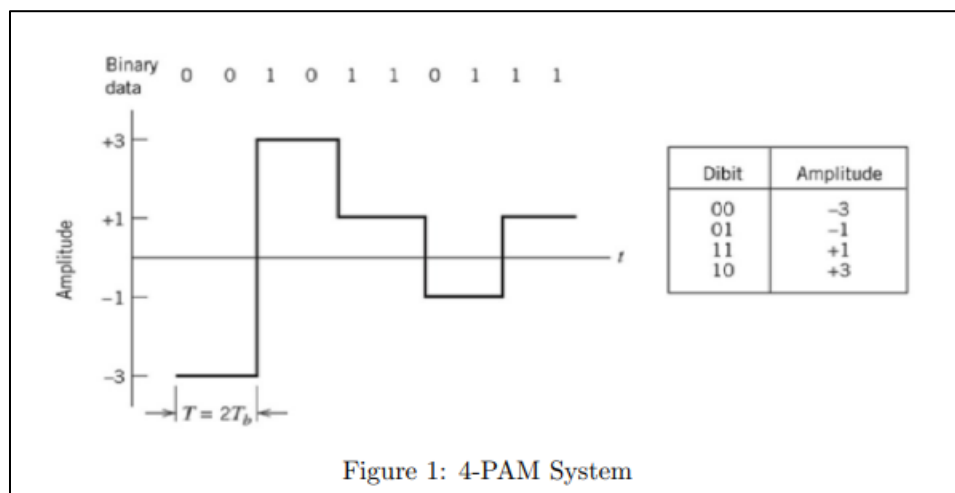 Binary data 0 0 1 0 1 1 0 1 1 1
+3
+1
-1
-3
Amplitude
t
T = 2T_b
Dibit Amplitude
00 -3
01 -1
11 +1
10 +3
Figure 1: 4-PAM System